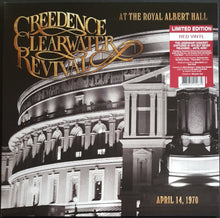 CREEDENCE
CLEARWATER
REVIVAL
AT THE ROYAL ALBERT HALL
LIMITED EDITION
RED VINYL
APRIL 14, 1970